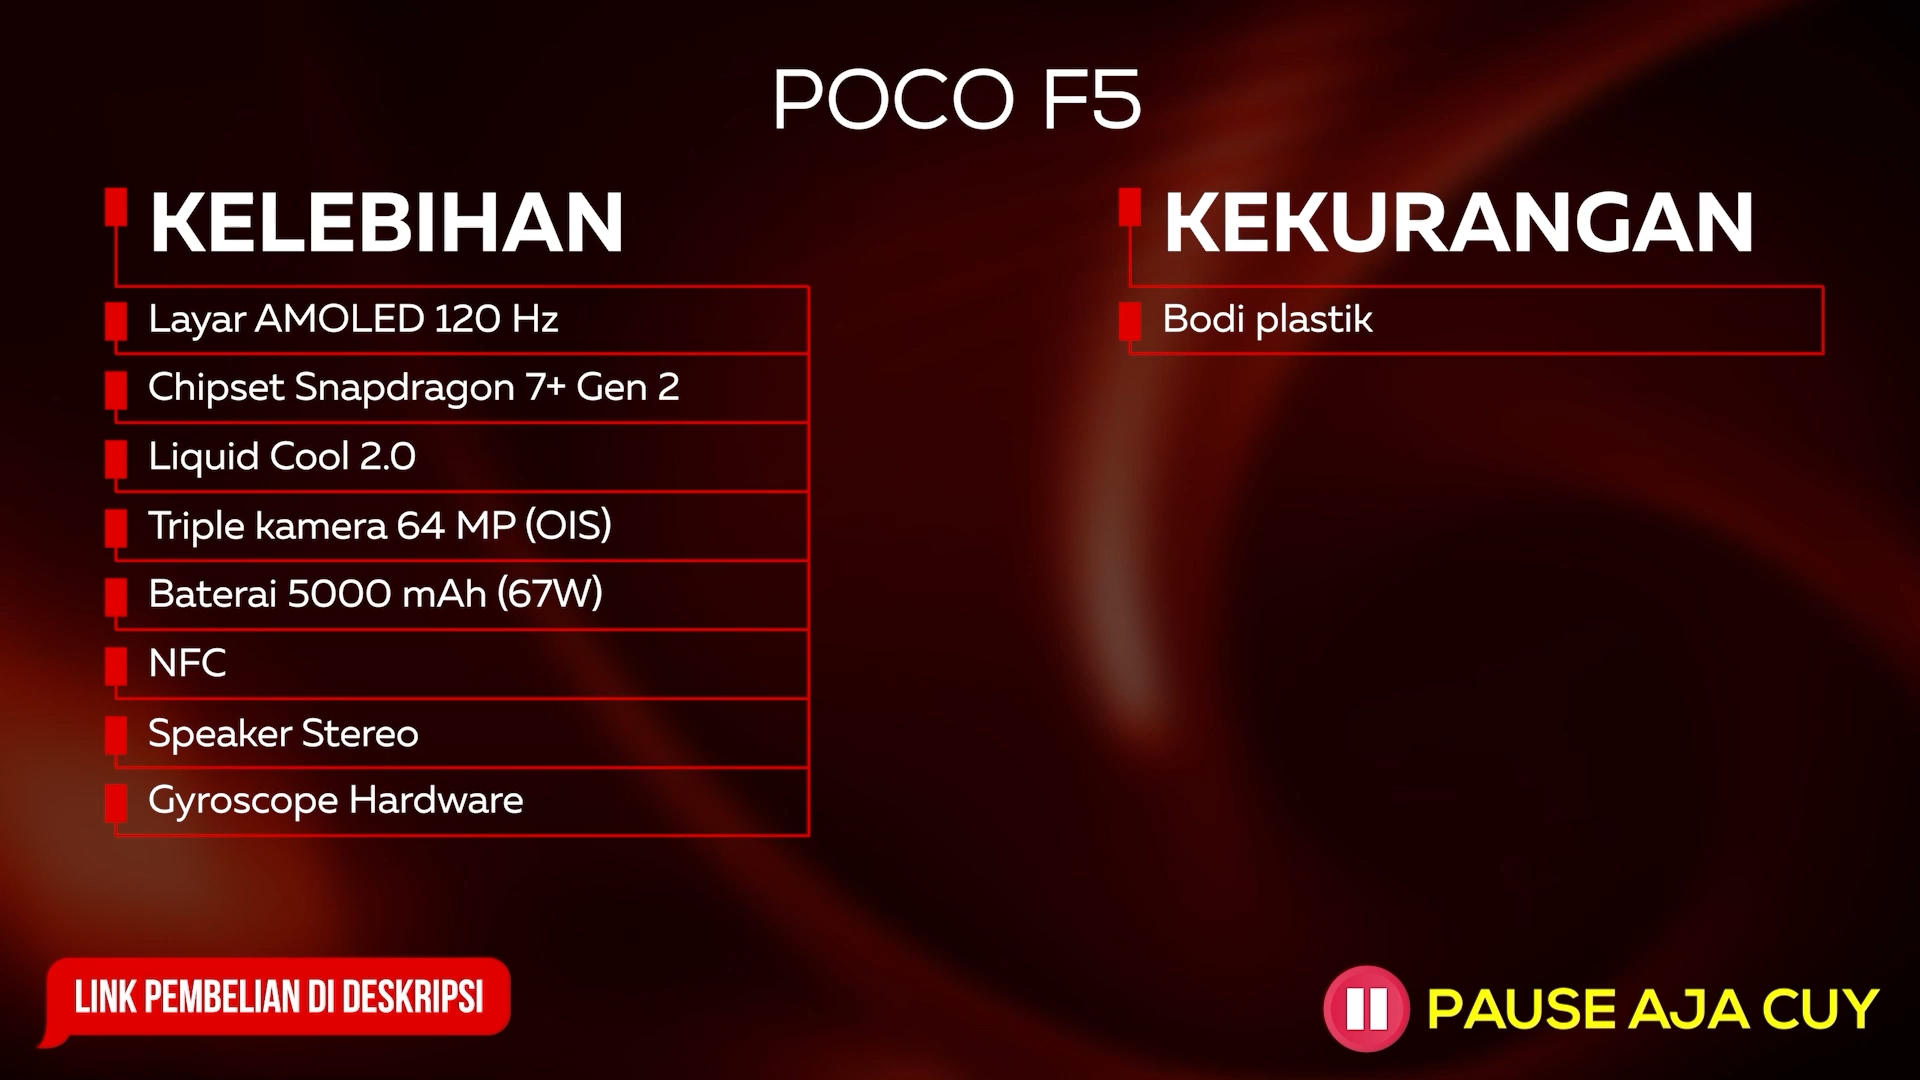 POCO F5
KELEBIHAN
Layar AMOLED 120 Hz
Chipset Snapdragon 7+ Gen 2
Liquid Cool 2.0
Triple kamera 64 MP (OIS)
Baterai 5000 mAh (67W)
NFC
Speaker Stereo
Gyroscope Hardware
KEKURANGAN
Bodi plastik
LINK PEMBELIAN DI DESKRIPSI
PAUSE AJA CUY